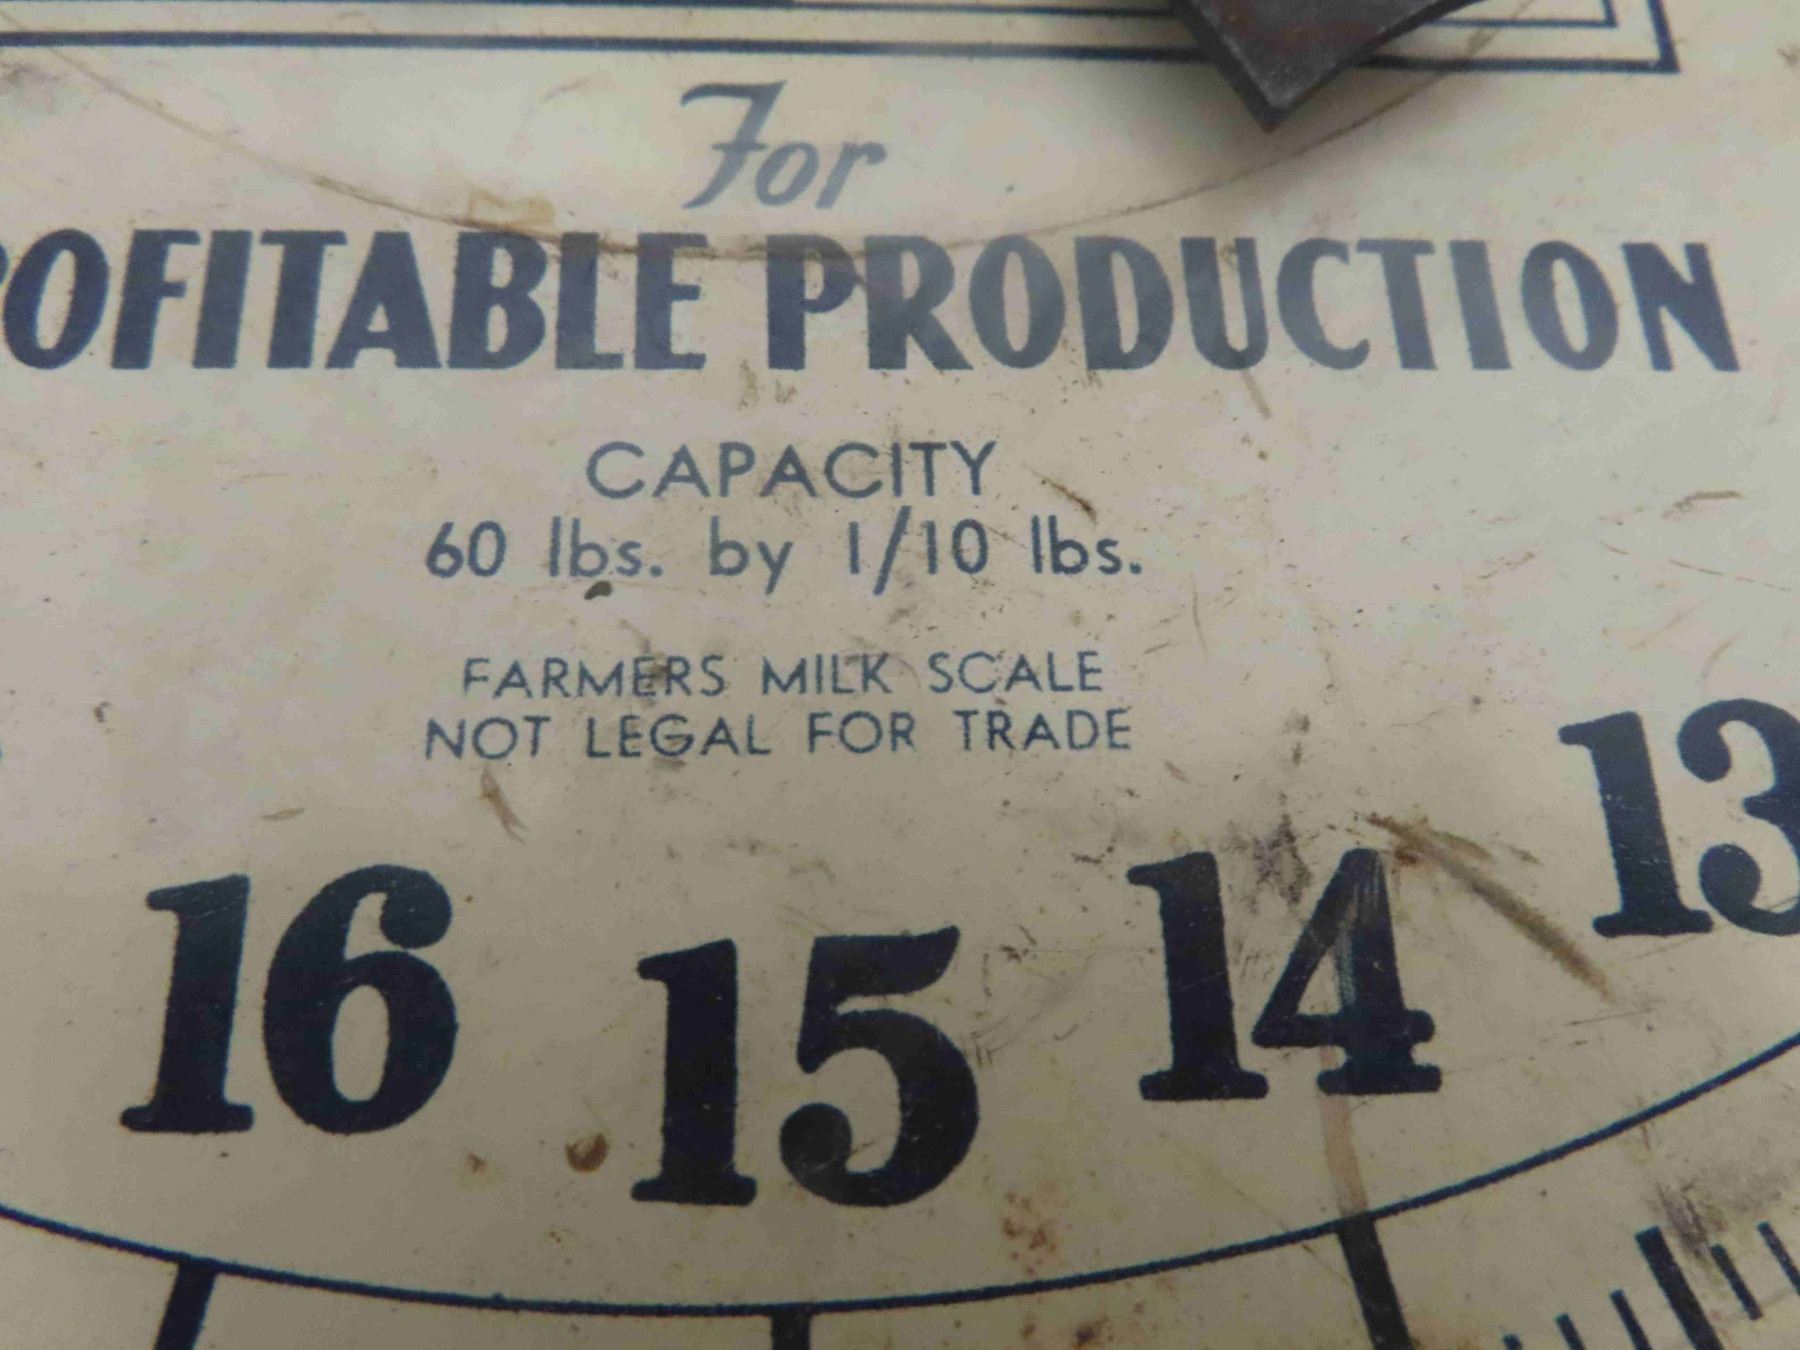 For
ROFITABLE PRODUCTION
CAPACITY
60 lbs. by 1/10 lbs.
FARMERS MILK SCALE
NOT LEGAL FOR TRADE
16 15 14 13